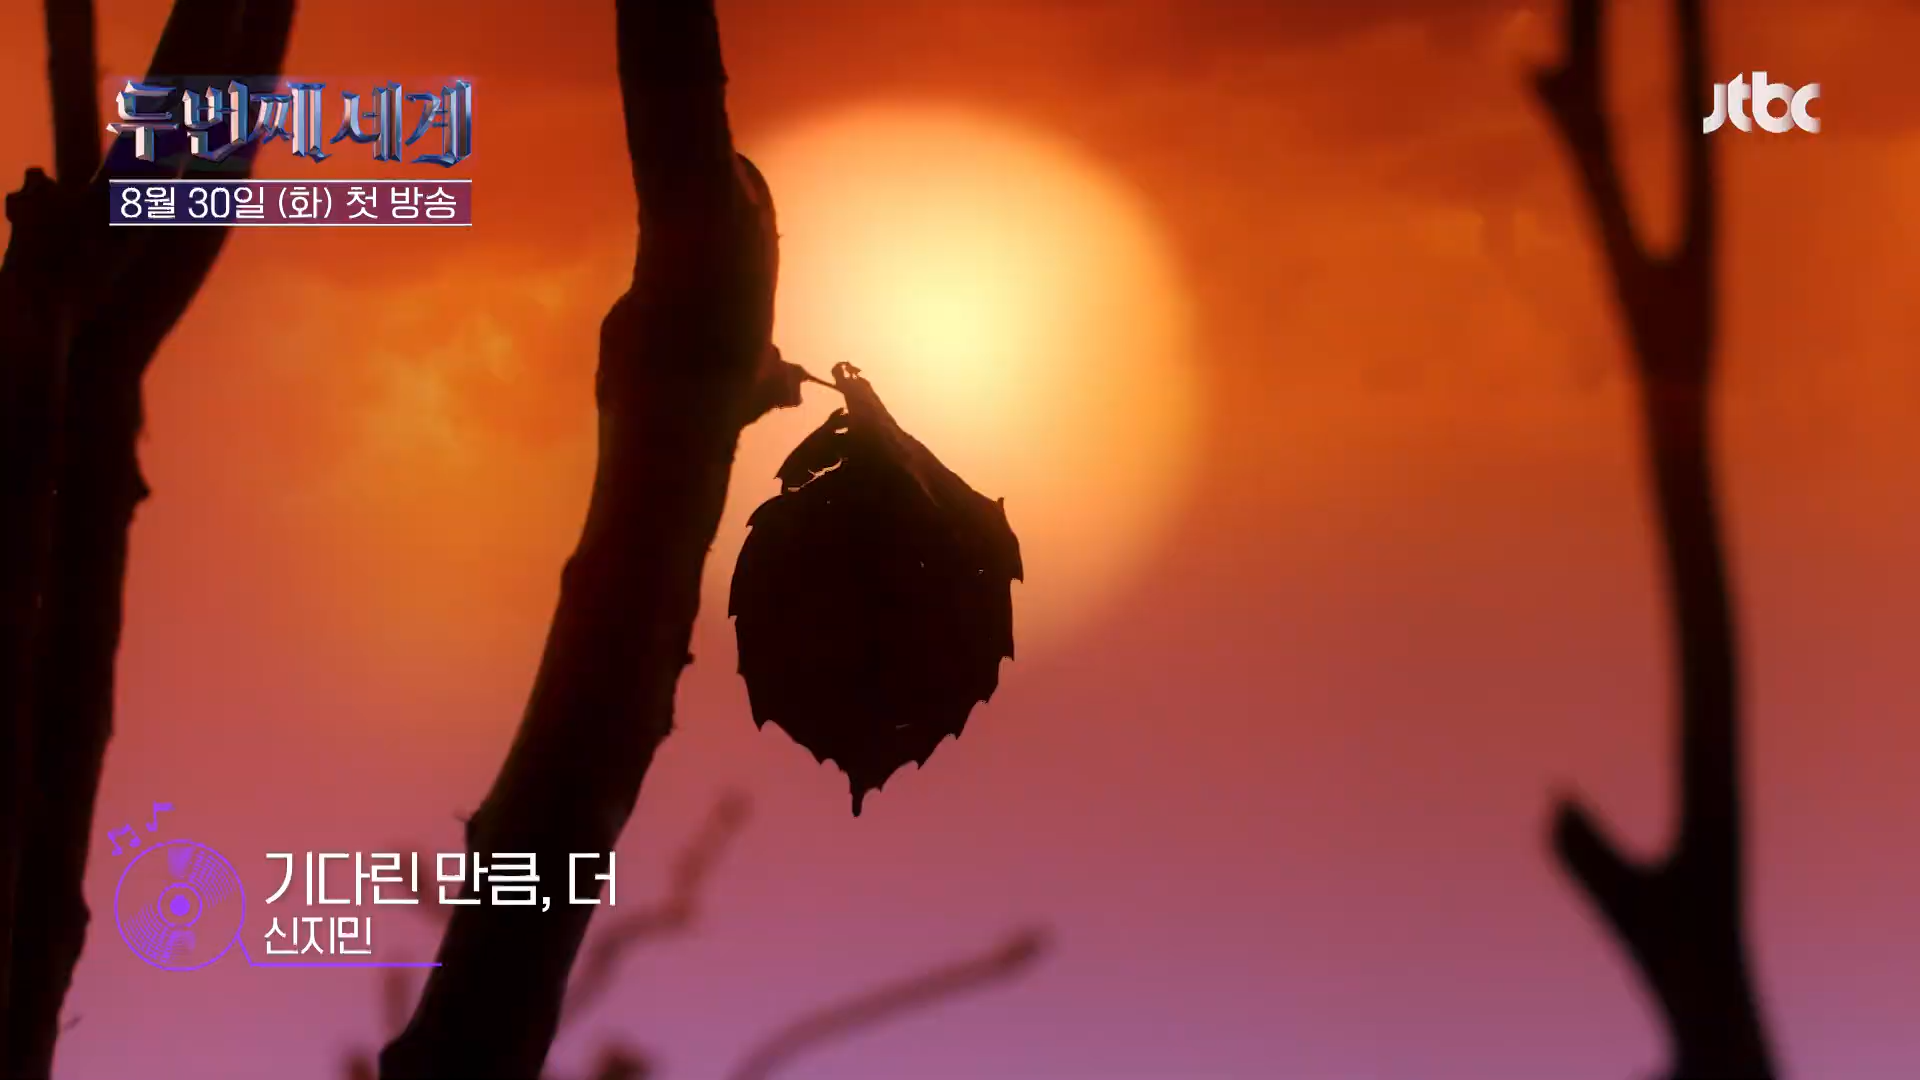 두번째 세계
8월 30일 (화) 첫 방송
jtbc
기다린 만큼, 더
신지민